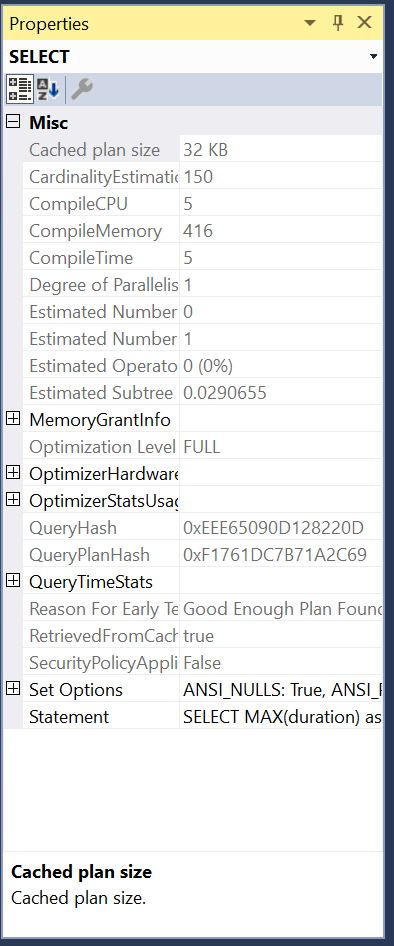 Properties
SELECT
Misc
Cached plan size 32 KB
CardinalityEstimatic 150
CompileCPU 5
CompileMemory 416
CompileTime 5
Degree of Parallelis 1
Estimated Number 0
Estimated Number 1
Estimated Operato 0 (0%)
Estimated Subtree 0.0290655
MemoryGrantInfo
Optimization Level FULL
OptimizerHardware
OptimizerStatsUsag
QueryHash 0xEEE65090D128220D
QueryPlanHash 0xF1761DC7B71A2C69
QueryTimeStats
Reason For Early Te Good Enough Plan Found
RetrievedFromCach true
SecurityPolicyAppli False
Set Options ANSI_NULLS: True, ANSI_P
Statement SELECT MAX(duration) as
Cached plan size
Cached plan size.